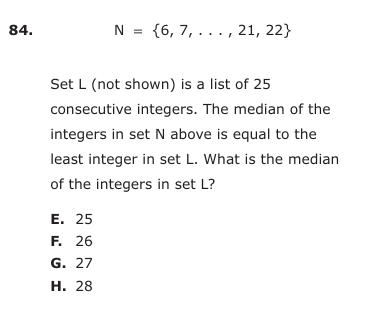 84. N = {6, 7, . . . , 21, 22}
Set L (not shown) is a list of 25
consecutive integers. The median of the
integers in set N above is equal to the
least integer in set L. What is the median
of the integers in set L?
E. 25
F. 26
G. 27
H. 28